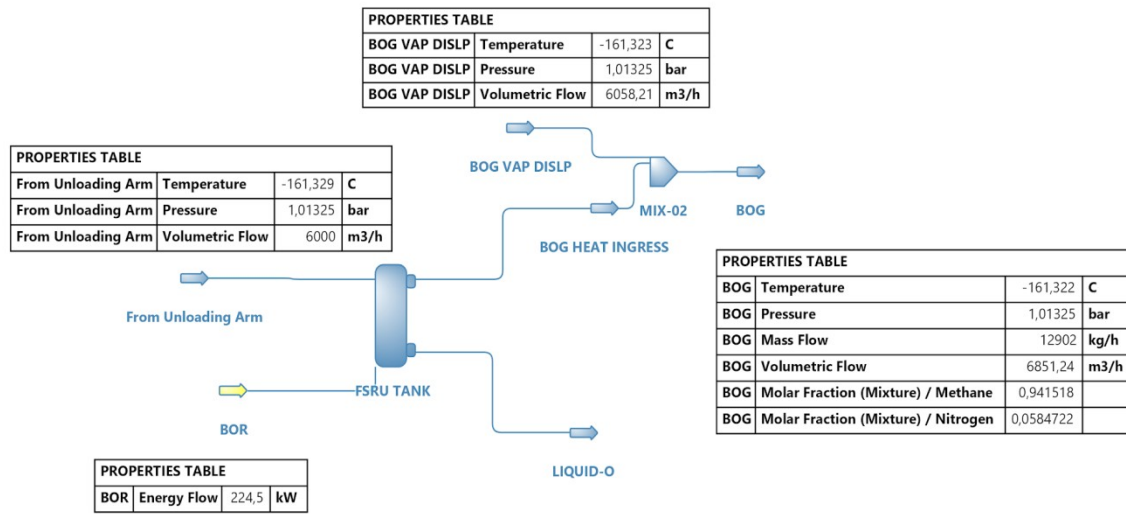 PROPERTIES TABLE
BOG VAP DISLP Temperature -161,323 C
BOG VAP DISLP Pressure 1,01325 bar
BOG VAP DISLP Volumetric Flow 6058,21 m3/h
PROPERTIES TABLE
From Unloading Arm Temperature -161,329 C
From Unloading Arm Pressure 1,01325 bar
From Unloading Arm Volumetric Flow 6000 m3/h
BOG VAP DISLP
MIX-02
BOG
BOG HEAT INGRESS
PROPERTIES TABLE
BOG Temperature -161,322 C
BOG Pressure 1,01325 bar
BOG Mass Flow 12902 kg/h
BOG Volumetric Flow 6851,24 m3/h
BOG Molar Fraction (Mixture) / Methane 0,941518
BOG Molar Fraction (Mixture) / Nitrogen 0,0584722
From Unloading Arm
FSRU TANK
BOR
LIQUID-O
PROPERTIES TABLE
BOR Energy Flow 224,5 kW